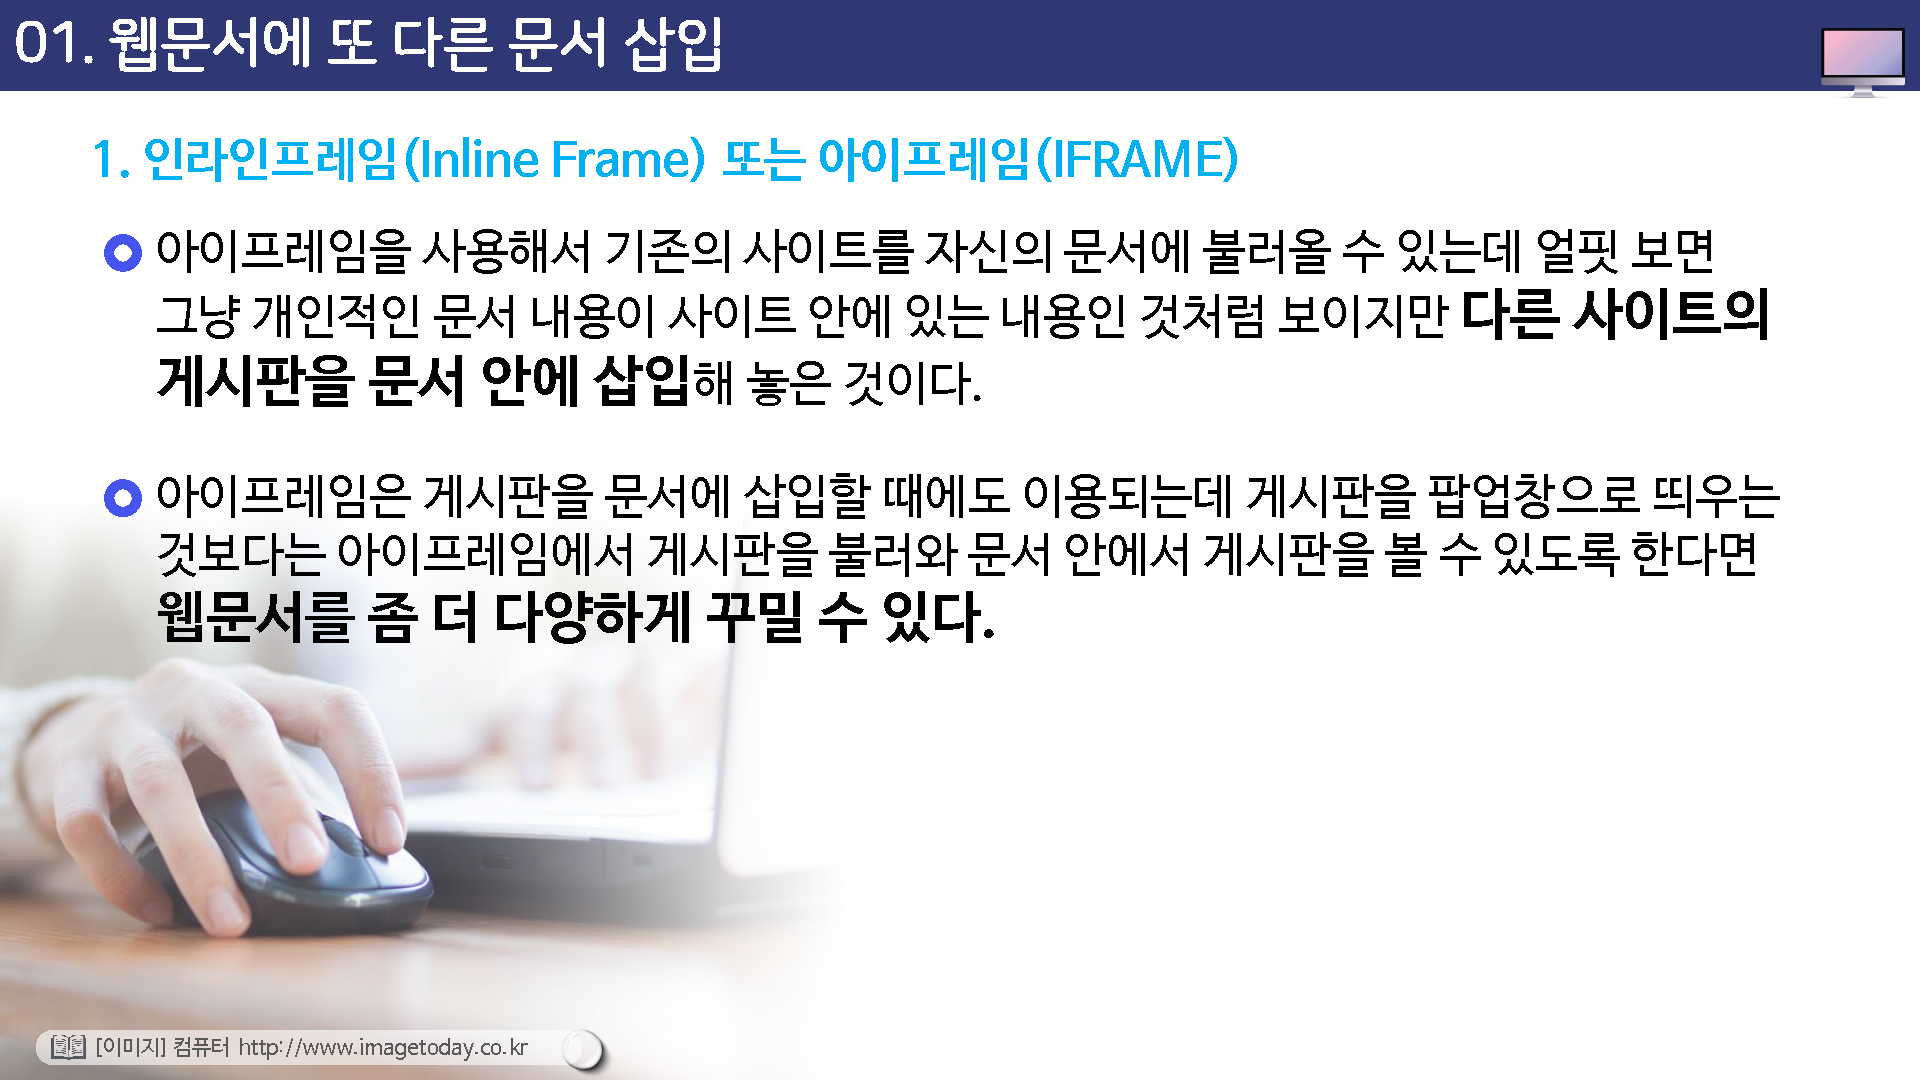 01. 웹문서에 또 다른 문서 삽입
1. 인라인프레임(Inline Frame) 또는 아이프레임(IFRAME)
아이프레임을 사용해서 기존의 사이트를 자신의 문서에 불러올 수 있는데 얼핏 보면
그냥 개인적인 문서 내용이 사이트 안에 있는 내용인 것처럼 보이지만 다른 사이트의
게시판을 문서 안에 삽입해 놓은 것이다.
아이프레임은 게시판을 문서에 삽입할 때에도 이용되는데 게시판을 팝업창으로 띄우는
것보다는 아이프레임에서 게시판을 불러와 문서 안에서 게시판을 볼 수 있도록 한다면
웹문서를 좀 더 다양하게 꾸밀 수 있다.
[이미지] 컴퓨터 http://www.imagetoday.co.kr